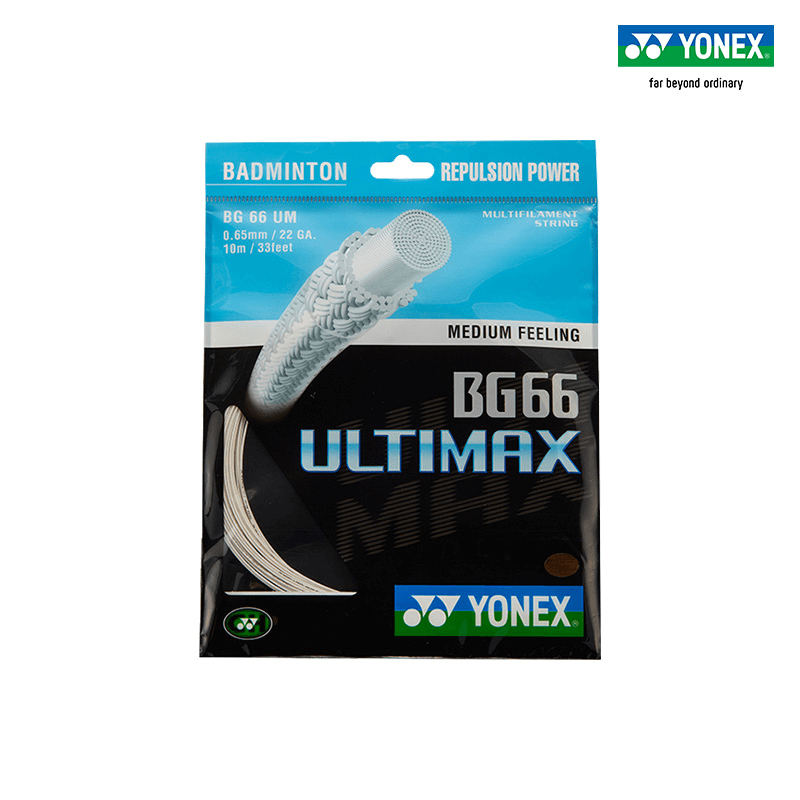 YONEX®
far beyond ordinary
BADMINTON
REPULSION POWER
BG 66 UM
0.65mm / 22 GA.
10m / 33feet
MULTIFILAMENT
STRING
MEDIUM FEELING
BG66
ULTIMAX
YONEX®